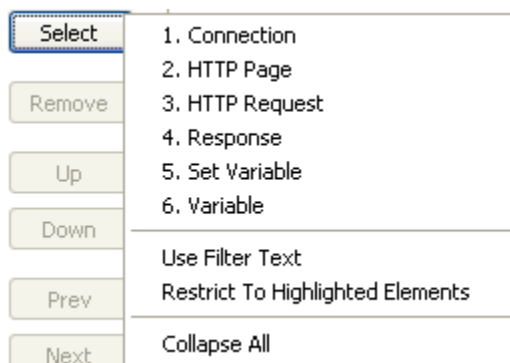 Select
1. Connection
2. HTTP Page
3. HTTP Request
4. Response
5. Set Variable
6. Variable
Use Filter Text
Restrict To Highlighted Elements
Collapse All
Remove
Up
Down
Prev
Next